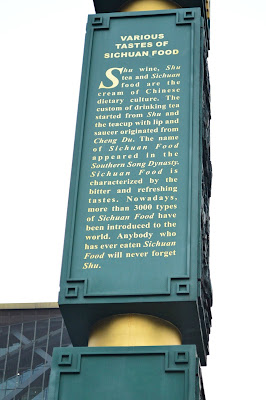 VARIOUS
TASTES OF
SICHUAN FOOD
Shu wine, Shu
tea and Sichuan
food are the
cream of Chinese
dietary culture. The
custom of drinking tea
started from Shu and
the teacup with lip and
saucer originated from
Cheng Du. The name
of Sichuan Food
appeared in the
Southern Song Dynasty.
Sichuan Food is
characterized by the
bitter and refreshing
tastes. Nowadays,
more than 3000 types
of Sichuan Food have
been introduced to the
world. Anybody who
has ever eaten Sichuan
Food will never forget
Shu.